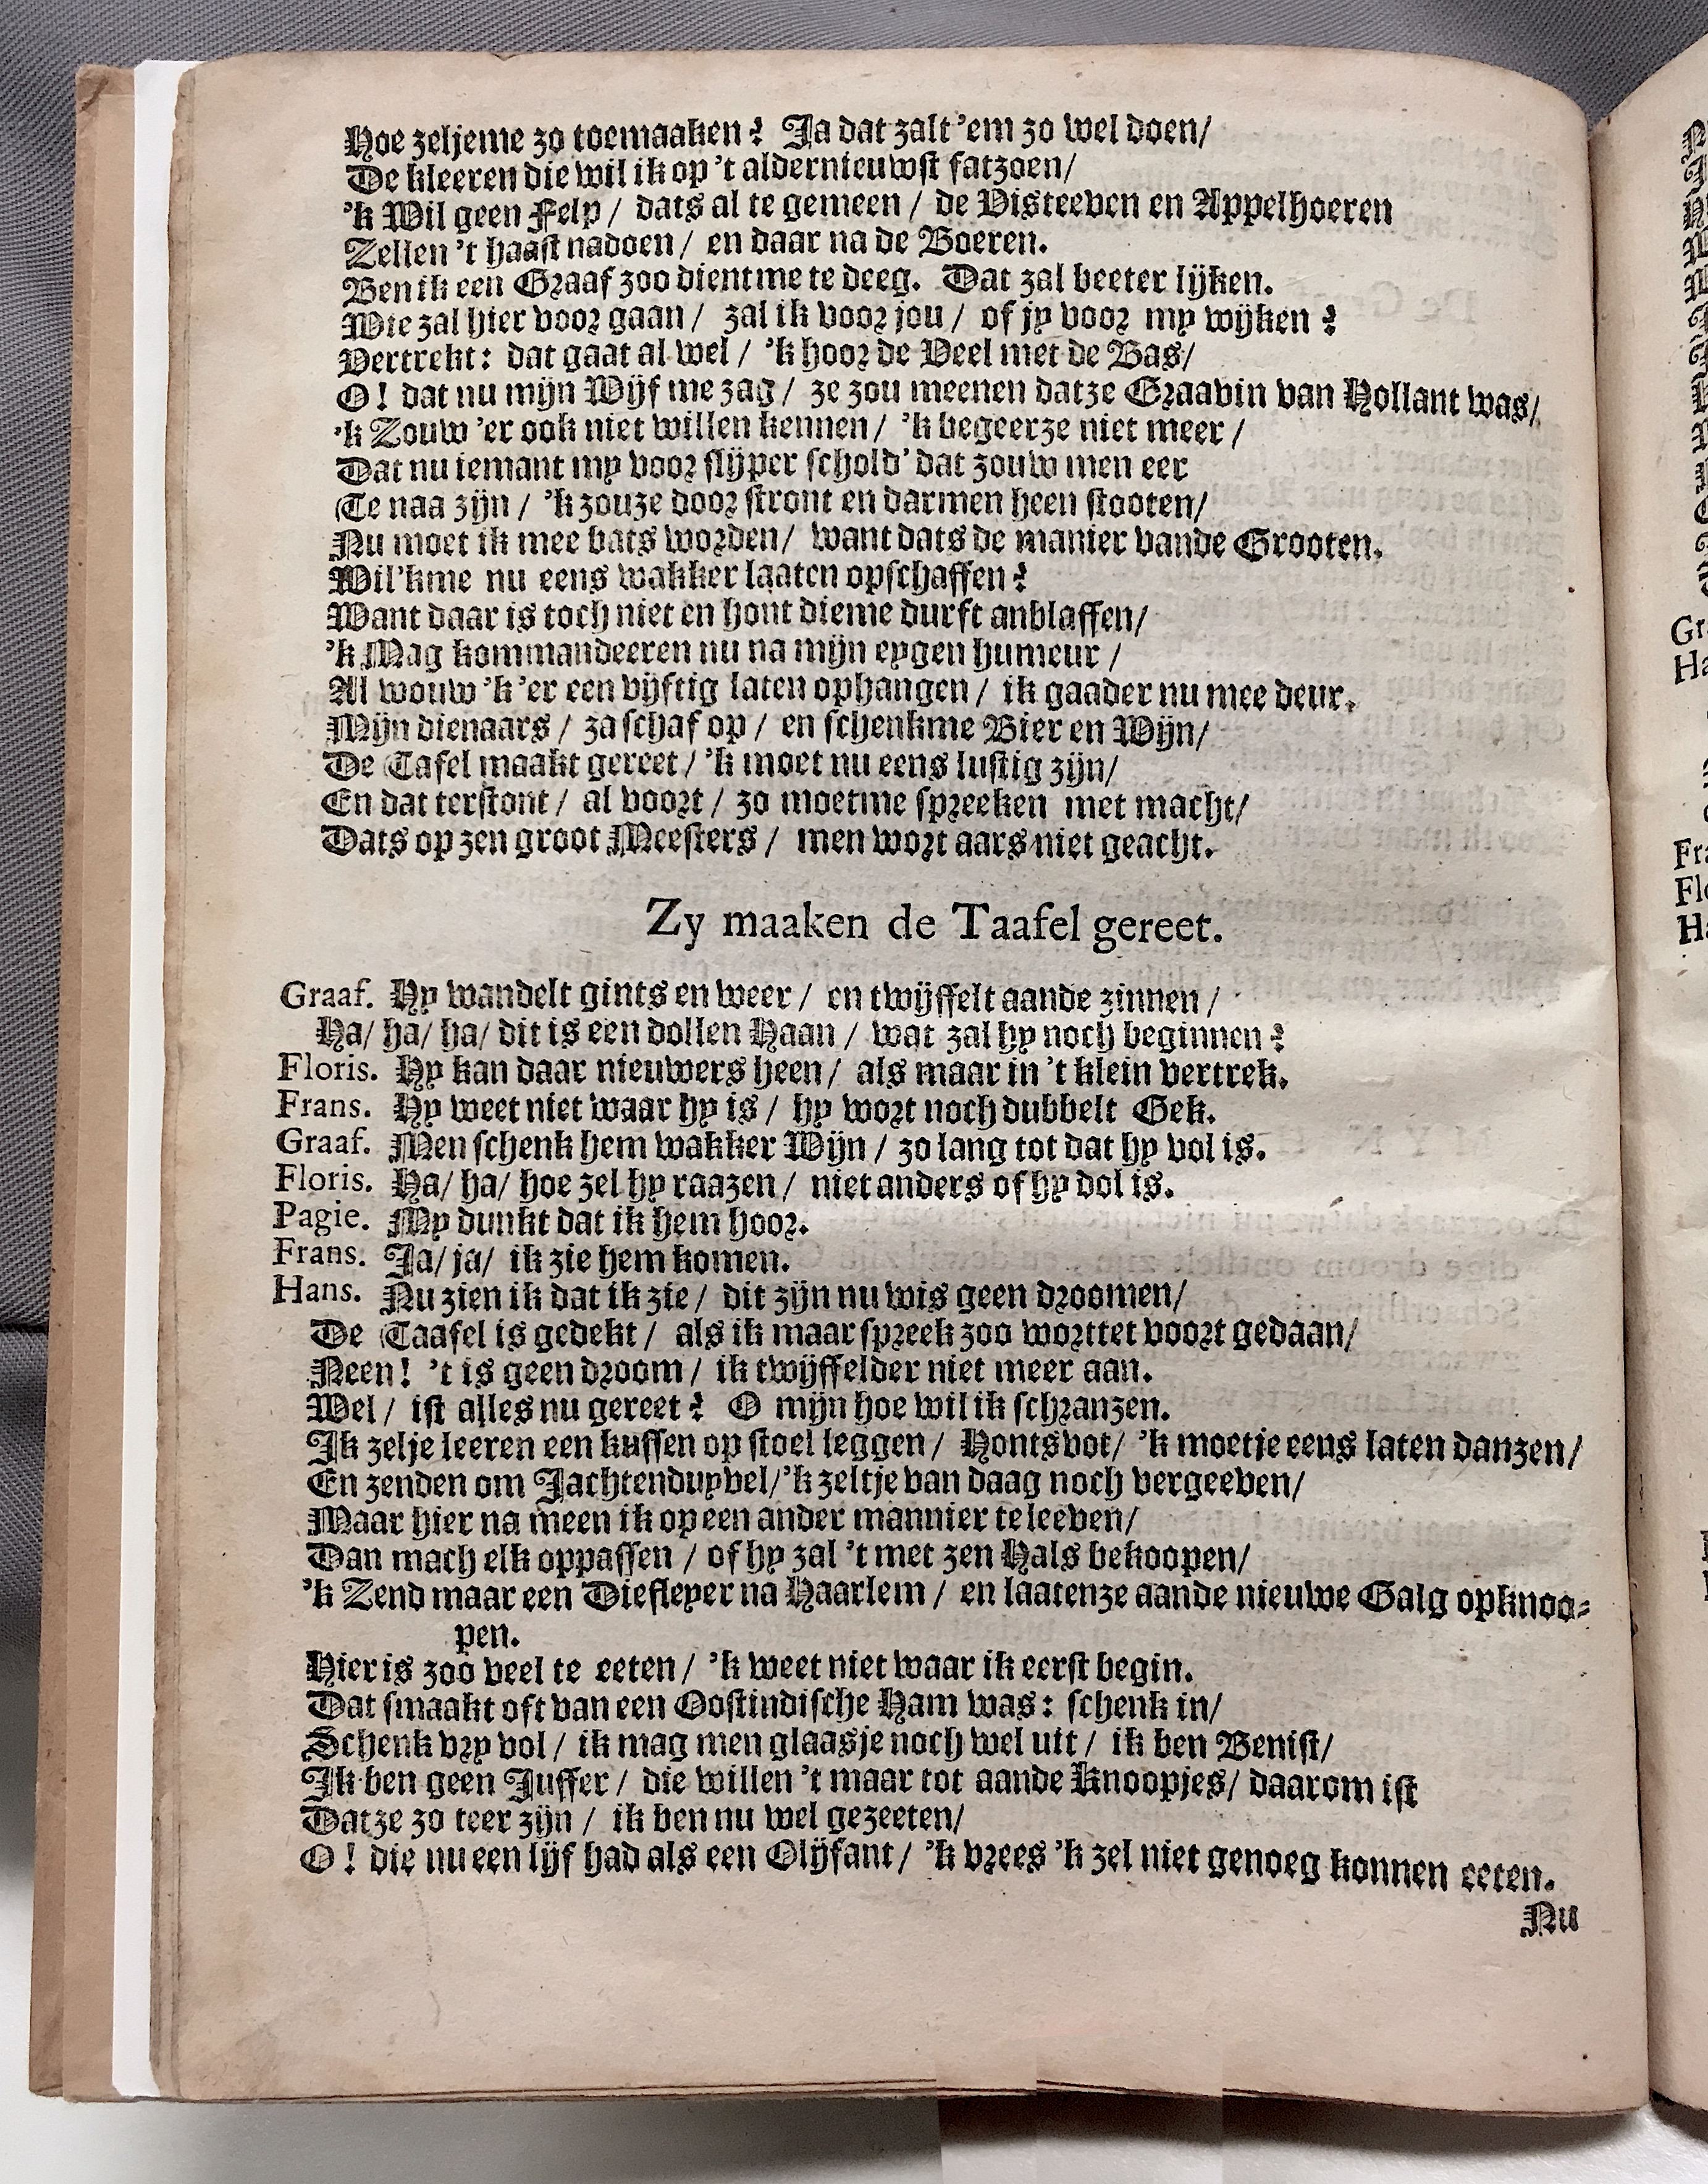 Hoe zeljeme zo toemaaken? Ja dat zalt 'em zo wel doen/
De kleeren die wil ik op 't aldernieuwst fatzoen/
'k Wil geen Felp/ dats al te gemeen/ de Visteeven en Appelhoeren
Zellen 't haast nadoen/ en daar na de Boeren.
Ben ik een Graaf zoo dientme te deeg. Dat zal beeter lijken.
Wie zal hier voor gaan/ zal ik voor jou/ of jy voor my wijken?
Vertrekt: dat gaat al wel/ 'k hoor de Veel met de Bas/
O! dat nu mijn Wijf me zag/ ze zou meenen datze Graavin van Hollant was/
'k Zouw 'er ook niet willen kennen/ 'k begeerze niet meer/
Dat nu iemant my voor slijper schold' dat zouw men eer
Te naa zijn/ 'k zouze door stront en darmen heen stooten/
Nu moet ik mee bats worden/ want dats de manier vande Grooten.
Wil'kme nu eens wakker laaten opschaffen?
Want daar is toch niet en hont dieme durft anblaffen/
'k Mag kommandeeren nu na mijn eygen humeur/
Al wouw 'k 'er een vijftig laten ophangen/ ik gaader nu mee deur.
Mijn dienaars/ za schaf op/ en schenkme Bier en Wijn/
De Tafel maakt gereet/ 'k moet nu eens lustig zijn/
En dat terstont/ al voort/ zo moetme spreeken met macht/
Dats op zen groot Meesters/ men wort aars niet geacht.
Zy maaken de Taafel gereet.
Graaf. Hy wandelt gints en weer/ en twijffelt aande zinnen/
Ha/ ha/ ha/ dit is een dollen Haan/ wat zal hy noch beginnen?
Floris. Hy kan daar nieuwers heen/ als maar in 't klein vertrek.
Frans. Hy weet niet waar hy is/ hy wort noch dubbelt Gek.
Graaf. Men schenk hem wakker Wijn/ zo lang tot dat hy vol is.
Floris. Ha/ ha/ hoe zel hy raazen/ niet anders of hy dol is.
Pagie. My dunkt dat ik hem hoor.
Frans. Ja/ ja/ ik zie hem komen.
Hans. Nu zien ik dat ik zie/ dit zijn nu wis geen droomen/
De Taafel is gedekt/ als ik maar spreek zoo worttet voort gedaan/
Neen! 't is geen droom/ ik twijffelder niet meer aan.
Wel/ ist alles nu gereet? O mijn hoe wil ik schranzen.
Ik zelje leeren een kussen op stoel leggen/ Hontsvot/ 'k moetje eens laten danzen/
En zenden om Jachtenduyvel/ 'k zeltje van daag noch vergeeven/
Maar hier na meen ik op een ander mannier te leeven/
Dan mach elk oppassen/ of hy zal 't met zen Hals bekoopen/
'k Zend maar een Diefleyer na Haarlem/ en laatenze aande nieuwe Galg opknoo-
pen.
Hier is zoo veel te eeten/ 'k weet niet waar ik eerst begin.
Dat smaakt oft van een Oostindische Ham was: schenk in/
Schenk vry vol/ ik mag men glaasje noch wel uit/ ik ben Benist/
Ik ben geen Juffer/ die willen 't maar tot aande Knoopjes/ daarom ist
Datze zo teer zijn/ ik ben nu wel gezeeten/
O! die nu een lijf had als een Olijfant/ 'k vrees 'k zel niet genoeg konnen eeten.
Nu
Gr
Ha
Fra
Flo
Ha